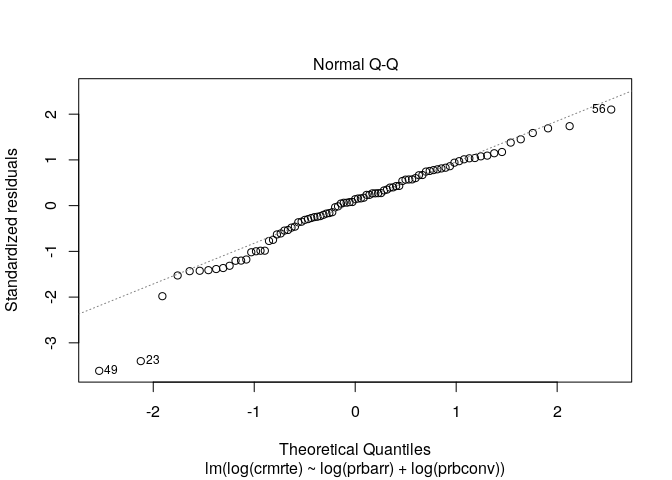 Normal Q-Q
Standardized residuals
2
1
0
-1
-2
-3
56
23
49
-2 -1 0 1 2
Theoretical Quantiles
lm(log(crmrte) ~ log(prbarr) + log(prbconv))